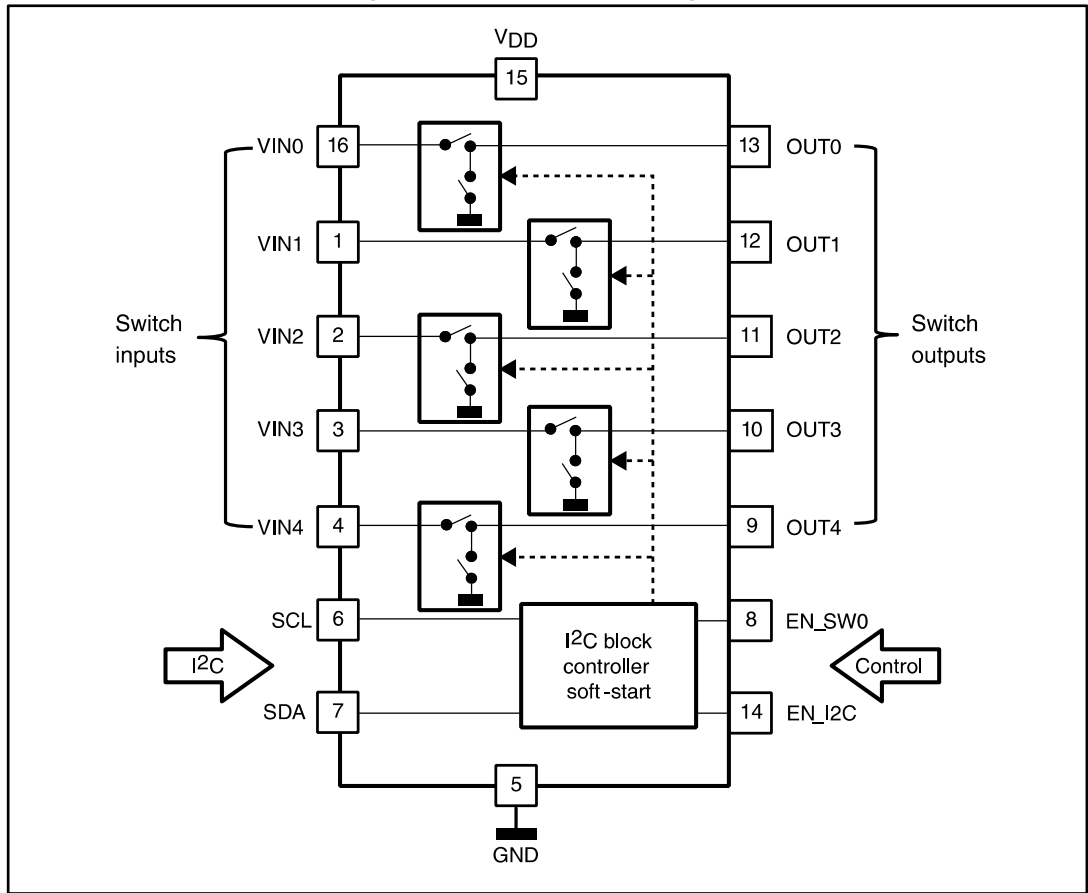 VDD
15
VIN0 16 13 OUT0
VIN1 1 12 OUT1
VIN2 2 11 OUT2
Switch
inputs
Switch
outputs
VIN3 3 10 OUT3
VIN4 4 9 OUT4
SCL 6 8 EN_SW0
I2C
I2C block
controller
soft-start
Control
SDA 7 14 EN_I2C
5
GND